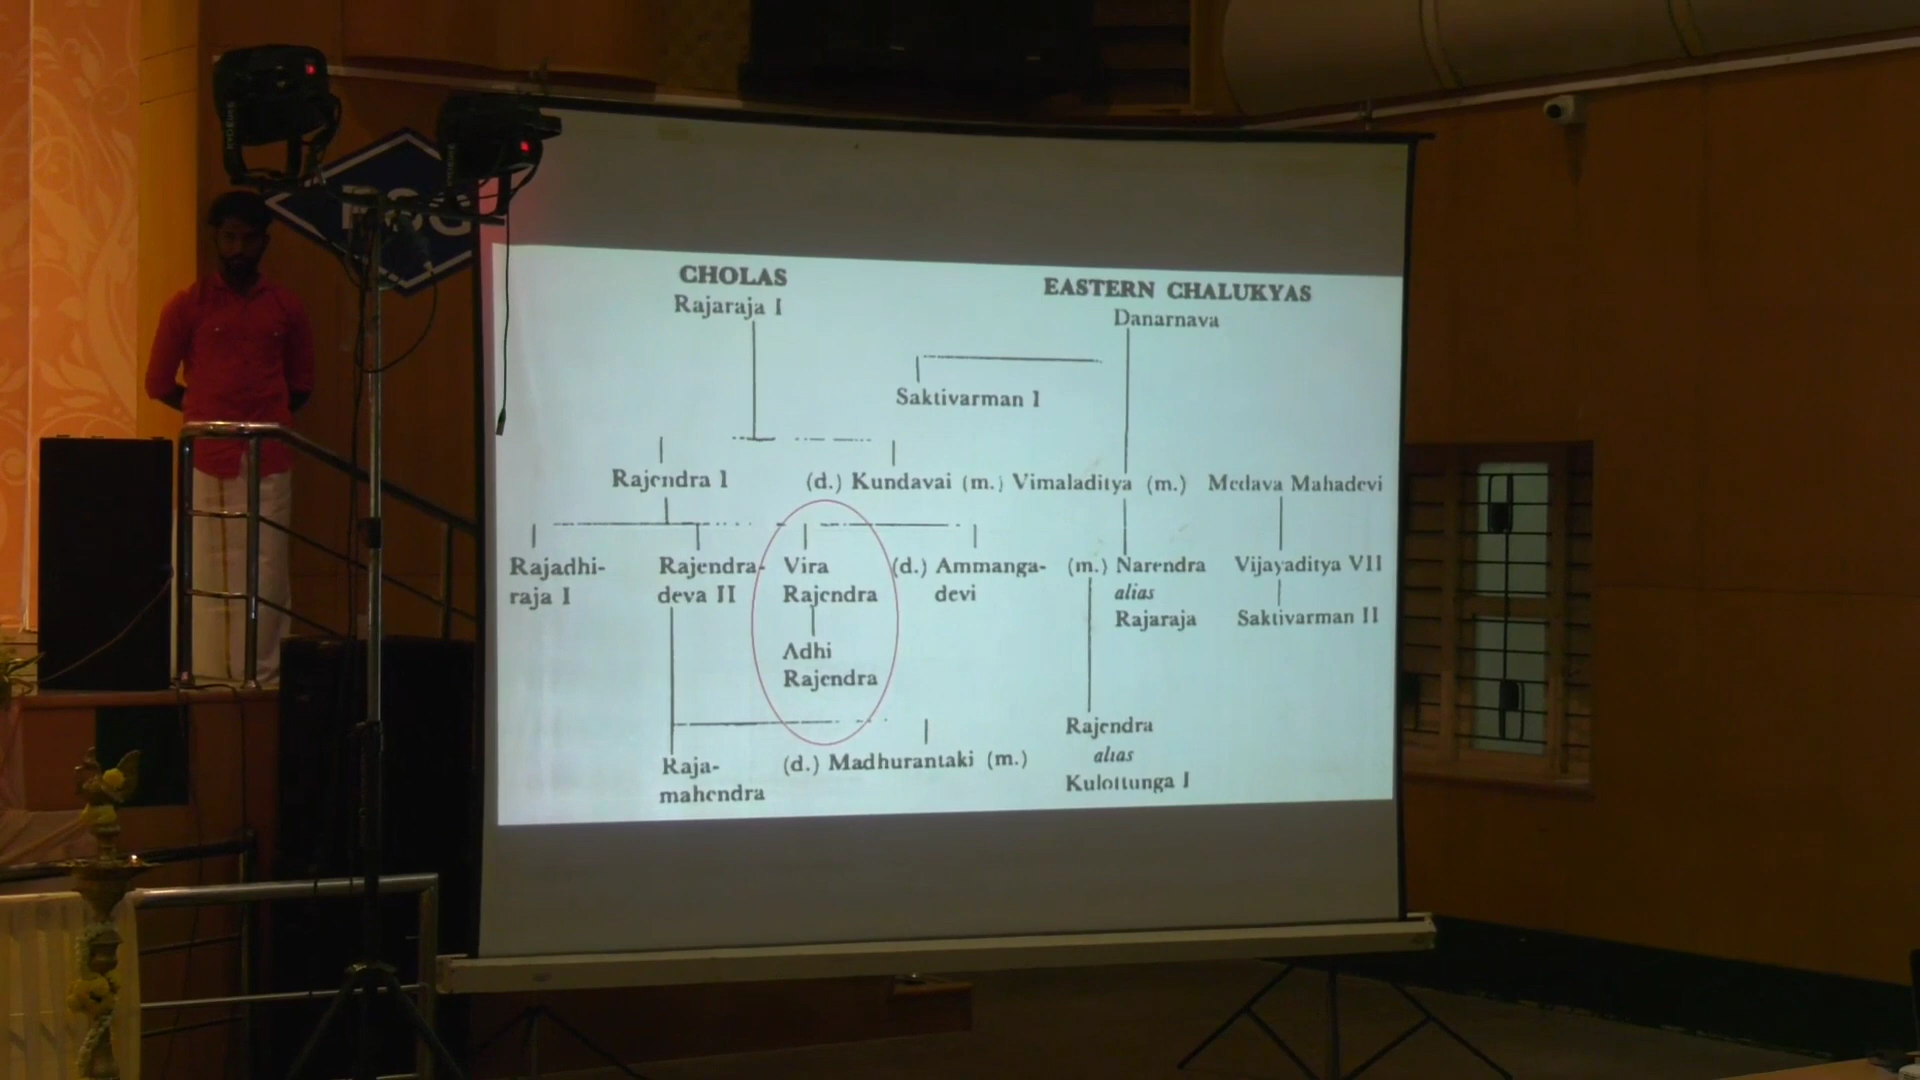 PSG
CHOLAS
Rajaraja I
EASTERN CHALUKYAS
Danarnava
Saktivarman I
Rajendra I
(d.) Kundavai (m.) Vimaladitya (m.) Medava Mahadevi
Rajadhi-
raja I
Rajendra-
deva II
Vira
Rajendra
Adhi
Rajendra
(d.) Ammanga-
devi
(m.) Narendra
alias
Rajaraja
Vijayaditya VII
Saktivarman II
Raja-
mahendra
(d.) Madhurantaki (m.)
Rajendra
alias
Kulottunga I